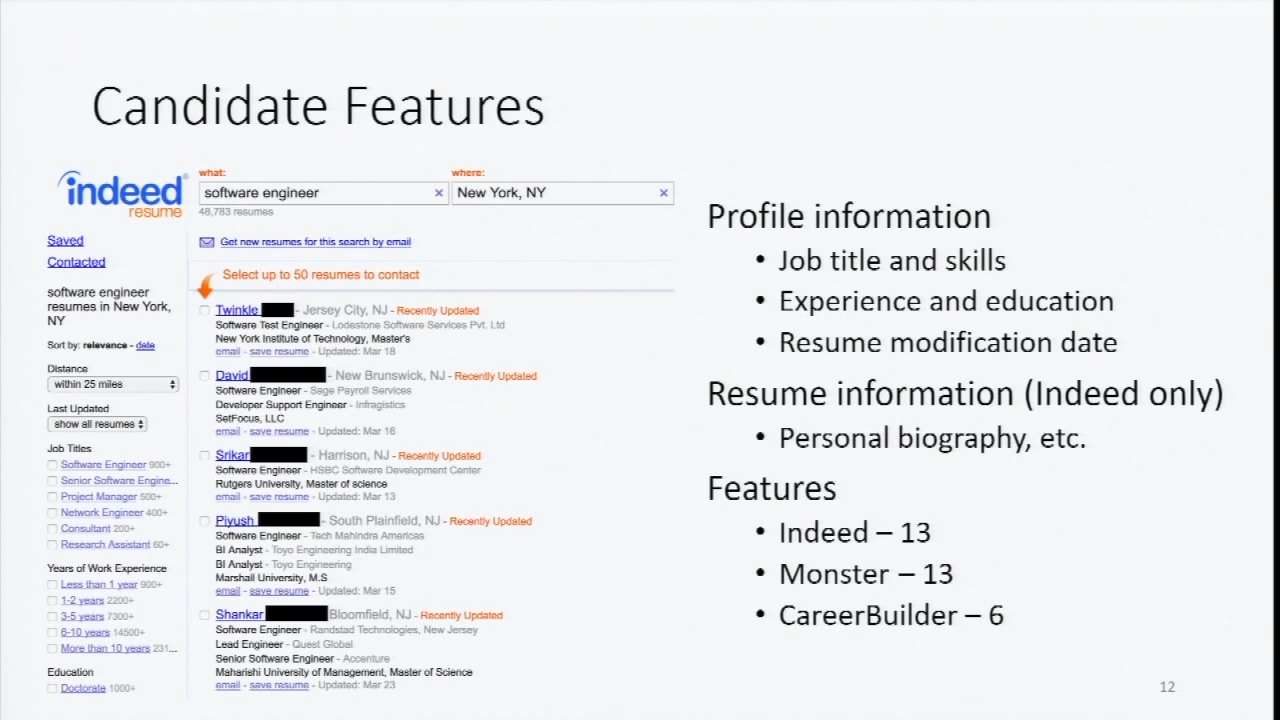 Candidate Features
indeed®
resume
what:
where:
software engineer ×
New York, NY ×
48,783 resumes
Saved
Contacted
software engineer
resumes in New York,
NY
Sort by: relevance - date
Distance
within 25 miles
Last Updated
show all resumes
Job Titles
Software Engineer 900+
Senior Software Engine...
Project Manager 500+
Network Engineer 400+
Consultant 200+
Research Assistant 60+
Years of Work Experience
Less than 1 year 900+
1-2 years 2200+
3-5 years 7300+
6-10 years 14500+
More than 10 years 231...
Education
Doctorate 1000+
Get new resumes for this search by email
Select up to 50 resumes to contact
Twinkle - Jersey City, NJ - Recently Updated
Software Test Engineer - Lodestone Software Services Pvt. Ltd
New York Institute of Technology, Master's
email - save resume - Updated: Mar 18
David - New Brunswick, NJ - Recently Updated
Software Engineer - Sage Payroll Services
Developer Support Engineer - Infragistics
SetFocus, LLC
email - save resume - Updated: Mar 16
Srikar - Harrison, NJ - Recently Updated
Software Engineer - HSBC Software Development Center
Rutgers University, Master of science
email - save resume - Updated: Mar 13
Piyush - South Plainfield, NJ - Recently Updated
Software Engineer - Tech Mahindra Americas
BI Analyst - Toyo Engineering India Limited
BI Analyst - Toyo Engineering
Marshall University, M.S
email - save resume - Updated: Mar 15
Shankar Bloomfield, NJ - Recently Updated
Software Engineer - Randstad Technologies, New Jersey
Lead Engineer - Quest Global
Senior Software Engineer - Accenture
Maharishi University of Management, Master of Science
email - save resume - Updated: Mar 23
Profile information
• Job title and skills
• Experience and education
• Resume modification date
Resume information (Indeed only)
• Personal biography, etc.
Features
• Indeed – 13
• Monster – 13
• CareerBuilder – 6
12